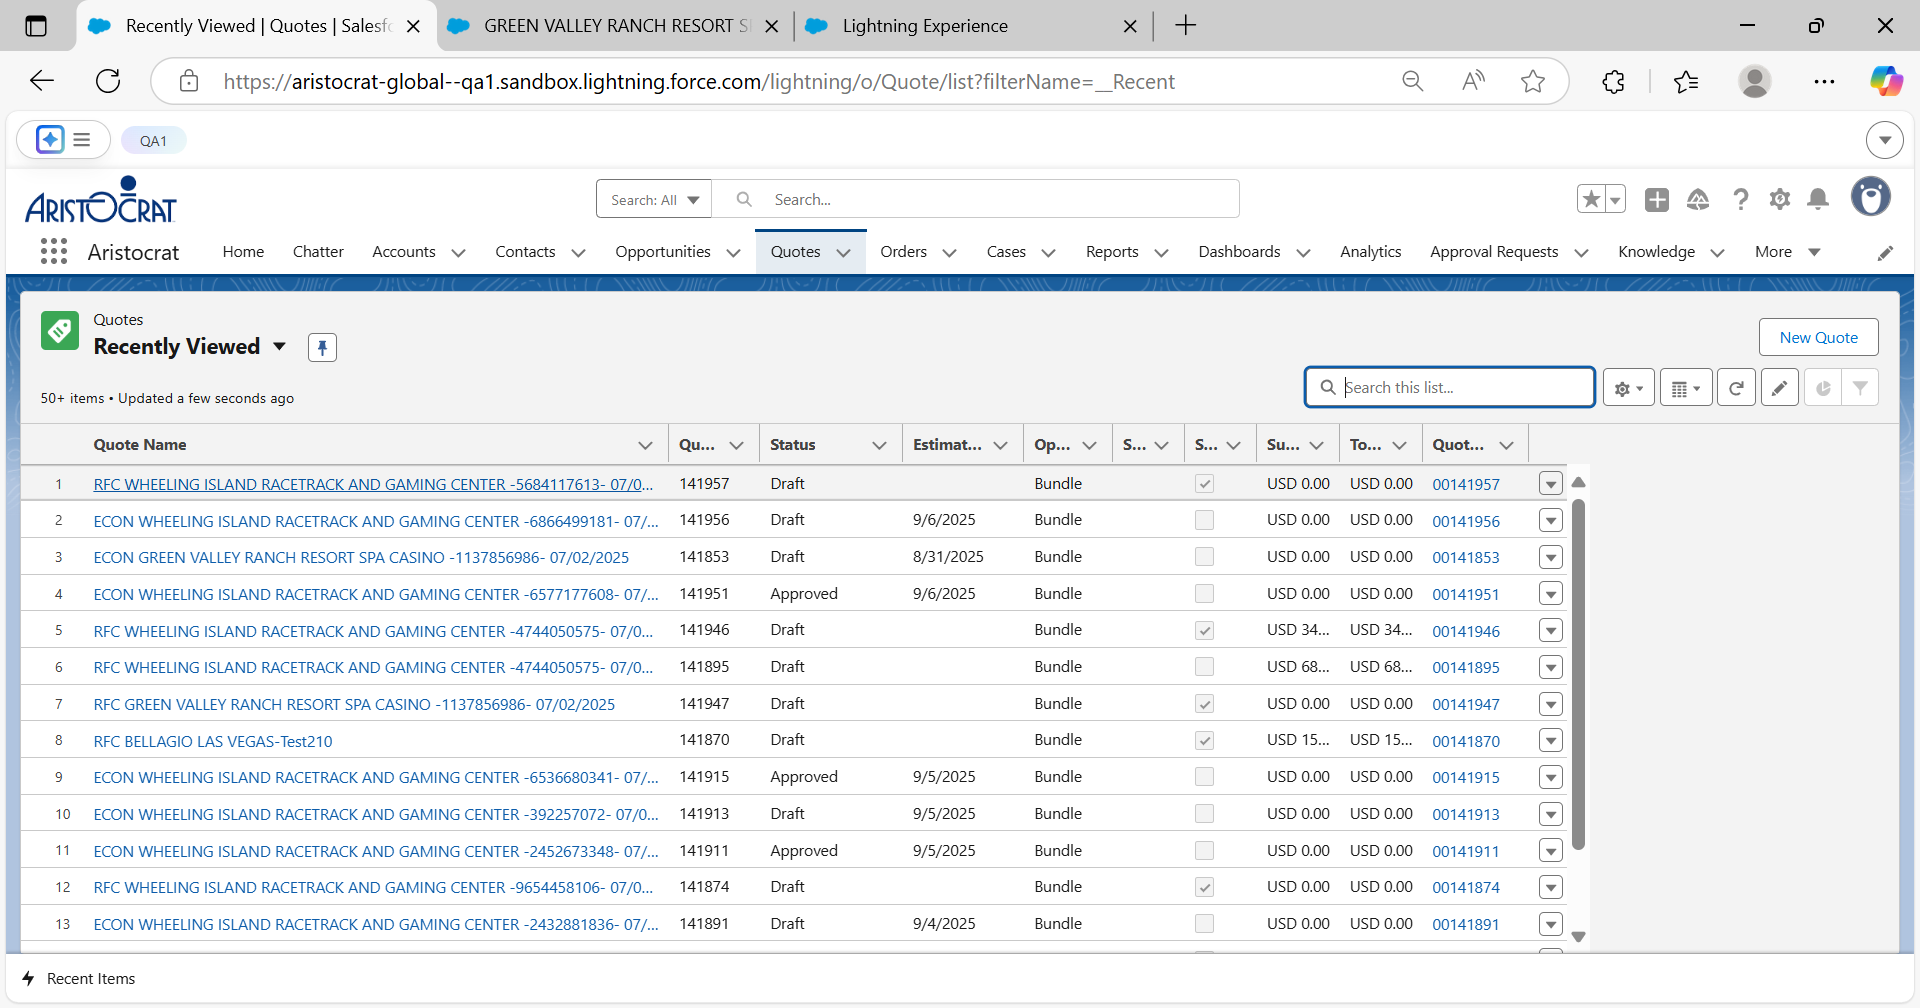 Recently Viewed | Quotes | Salesfo
GREEN VALLEY RANCH RESORT S
Lightning Experience
https://aristocrat-global--qa1.sandbox.lightning.force.com/lightning/o/Quote/list?filterName=__Recent
QA1
ARISTOCRAT
Search: All
Search...
Aristocrat
Home Chatter Accounts Contacts Opportunities Quotes Orders Cases Reports Dashboards Analytics Approval Requests Knowledge More
Quotes
Recently Viewed
New Quote
50+ items • Updated a few seconds ago
Search this list...
Quote Name Qu... Status Estimat... Op... S... S... Su... To... Quot...
1 RFC WHEELING ISLAND RACETRACK AND GAMING CENTER -5684117613- 07/0... 141957 Draft Bundle USD 0.00 USD 0.00 00141957
2 ECON WHEELING ISLAND RACETRACK AND GAMING CENTER -6866499181- 07/... 141956 Draft 9/6/2025 Bundle USD 0.00 USD 0.00 00141956
3 ECON GREEN VALLEY RANCH RESORT SPA CASINO -1137856986- 07/02/2025 141853 Draft 8/31/2025 Bundle USD 0.00 USD 0.00 00141853
4 ECON WHEELING ISLAND RACETRACK AND GAMING CENTER -6577177608- 07/... 141951 Approved 9/6/2025 Bundle USD 0.00 USD 0.00 00141951
5 RFC WHEELING ISLAND RACETRACK AND GAMING CENTER -4744050575- 07/0... 141946 Draft Bundle USD 34... USD 34... 00141946
6 RFC WHEELING ISLAND RACETRACK AND GAMING CENTER -4744050575- 07/0... 141895 Draft Bundle USD 68... USD 68... 00141895
7 RFC GREEN VALLEY RANCH RESORT SPA CASINO -1137856986- 07/02/2025 141947 Draft Bundle USD 0.00 USD 0.00 00141947
8 RFC BELLAGIO LAS VEGAS-Test210 141870 Draft Bundle USD 15... USD 15... 00141870
9 ECON WHEELING ISLAND RACETRACK AND GAMING CENTER -6536680341- 07/... 141915 Approved 9/5/2025 Bundle USD 0.00 USD 0.00 00141915
10 ECON WHEELING ISLAND RACETRACK AND GAMING CENTER -392257072- 07/0... 141913 Draft 9/5/2025 Bundle USD 0.00 USD 0.00 00141913
11 ECON WHEELING ISLAND RACETRACK AND GAMING CENTER -2452673348- 07/... 141911 Approved 9/5/2025 Bundle USD 0.00 USD 0.00 00141911
12 RFC WHEELING ISLAND RACETRACK AND GAMING CENTER -9654458106- 07/0... 141874 Draft Bundle USD 0.00 USD 0.00 00141874
13 ECON WHEELING ISLAND RACETRACK AND GAMING CENTER -2432881836- 07/... 141891 Draft 9/4/2025 Bundle USD 0.00 USD 0.00 00141891
Recent Items